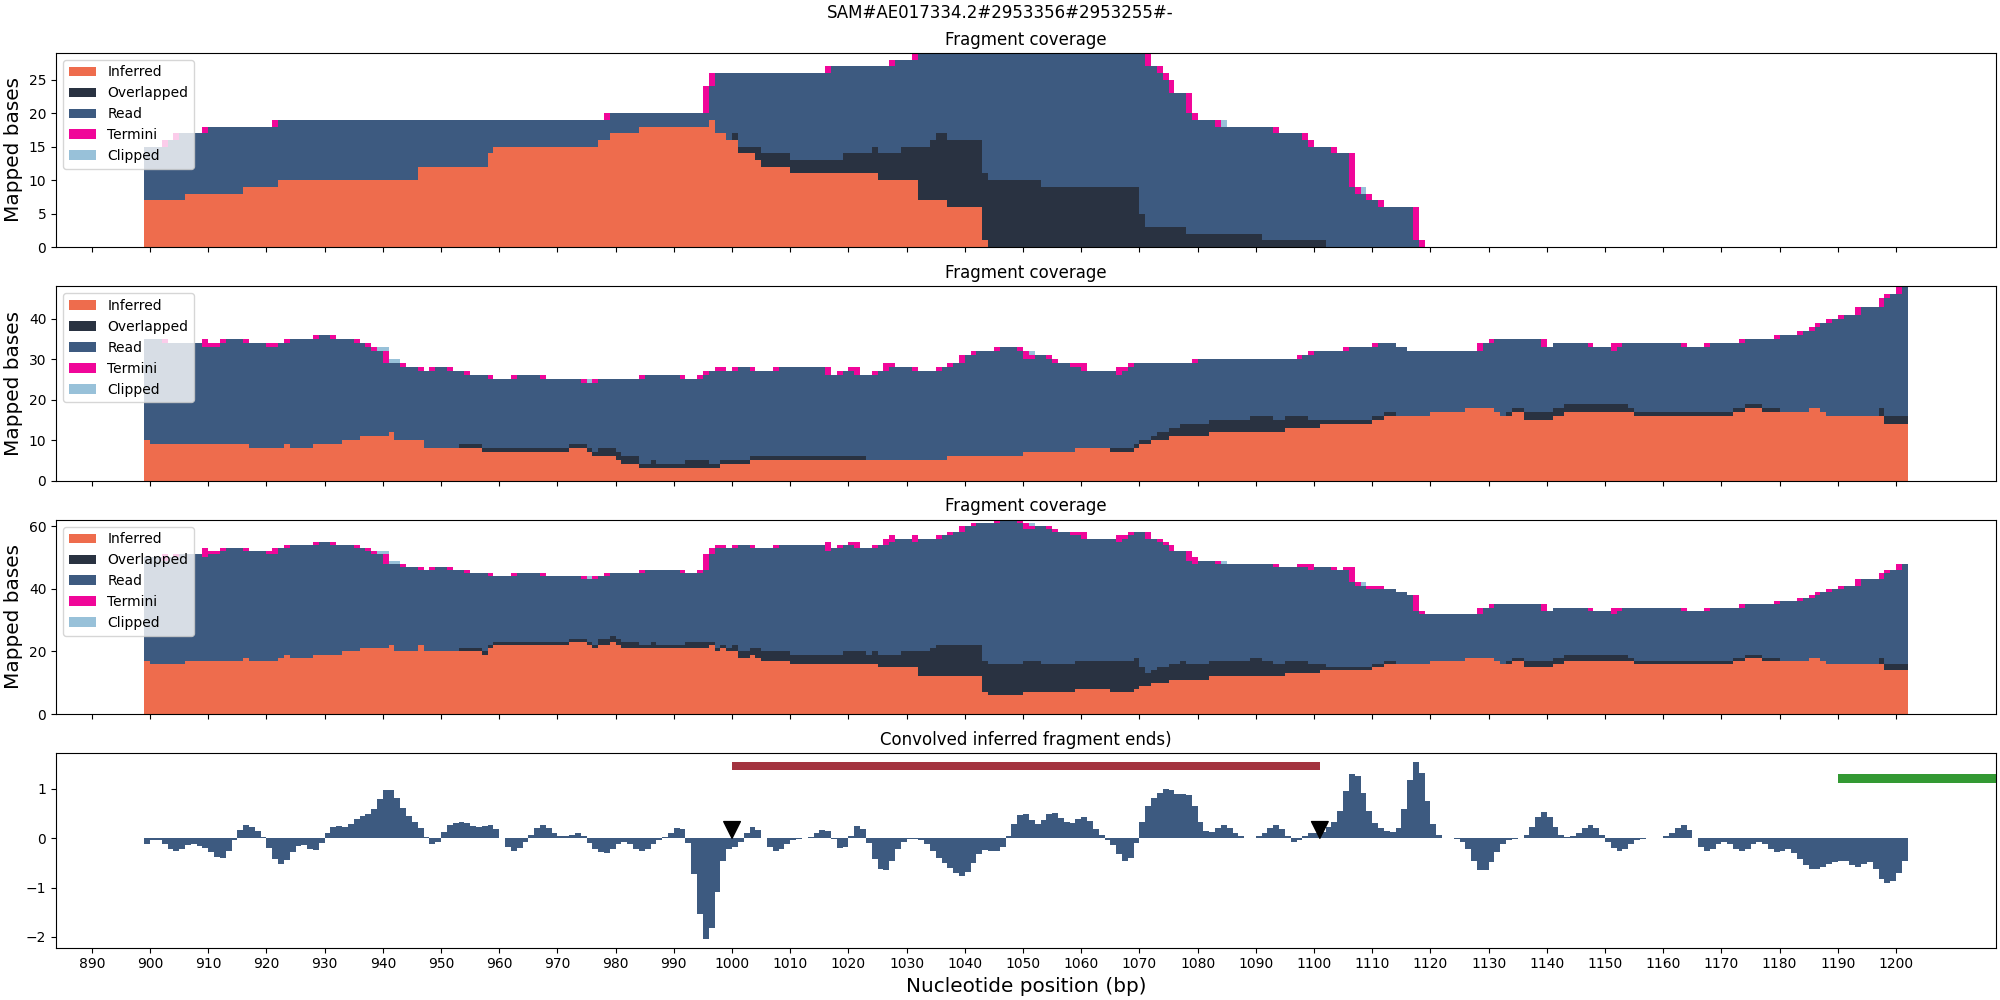 SAM#AE017334.2#2953356#2953255#-
Fragment coverage
Mapped bases
25
20
15
10
5
0
Inferred
Overlapped
Read
Termini
Clipped
Fragment coverage
Mapped bases
40
30
20
10
0
Inferred
Overlapped
Read
Termini
Clipped
Fragment coverage
Mapped bases
60
40
20
0
Inferred
Overlapped
Read
Termini
Clipped
Convolved inferred fragment ends)
1
0
−1
−2
890 900 910 920 930 940 950 960 970 980 990 1000 1010 1020 1030 1040 1050 1060 1070 1080 1090 1100 1110 1120 1130 1140 1150 1160 1170 1180 1190 1200
Nucleotide position (bp)